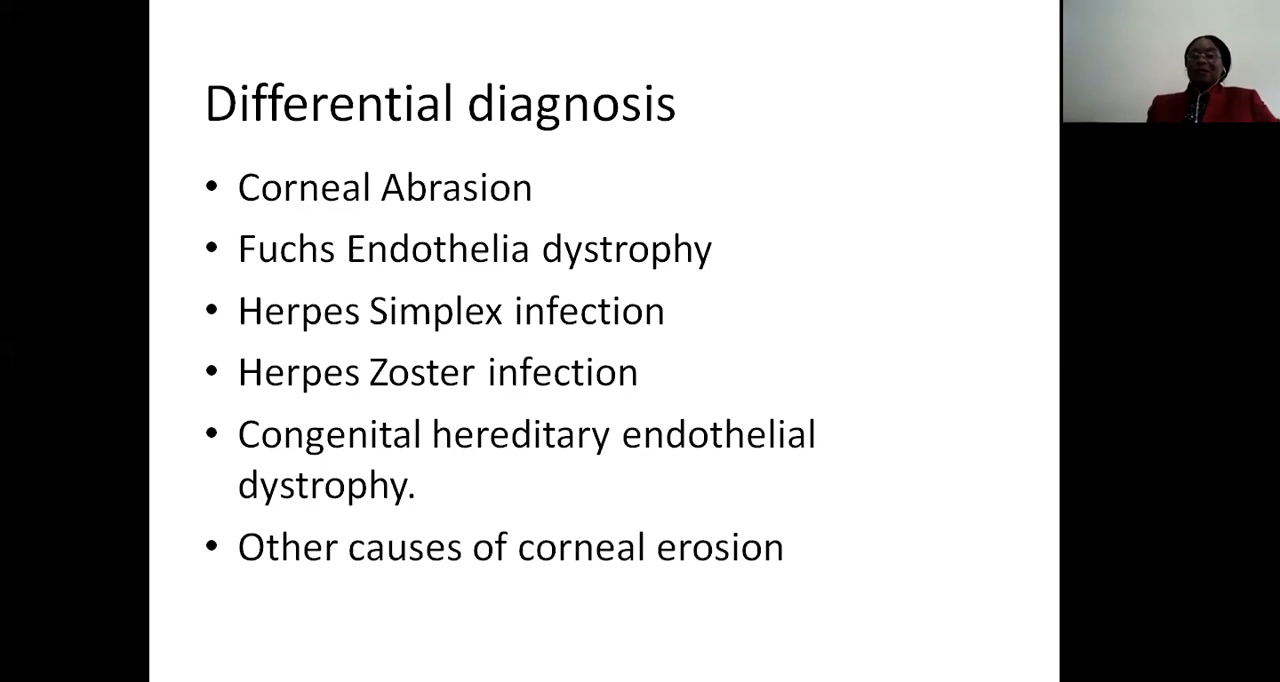 Differential diagnosis
• Corneal Abrasion
• Fuchs Endothelia dystrophy
• Herpes Simplex infection
• Herpes Zoster infection
• Congenital hereditary endothelial
dystrophy.
• Other causes of corneal erosion